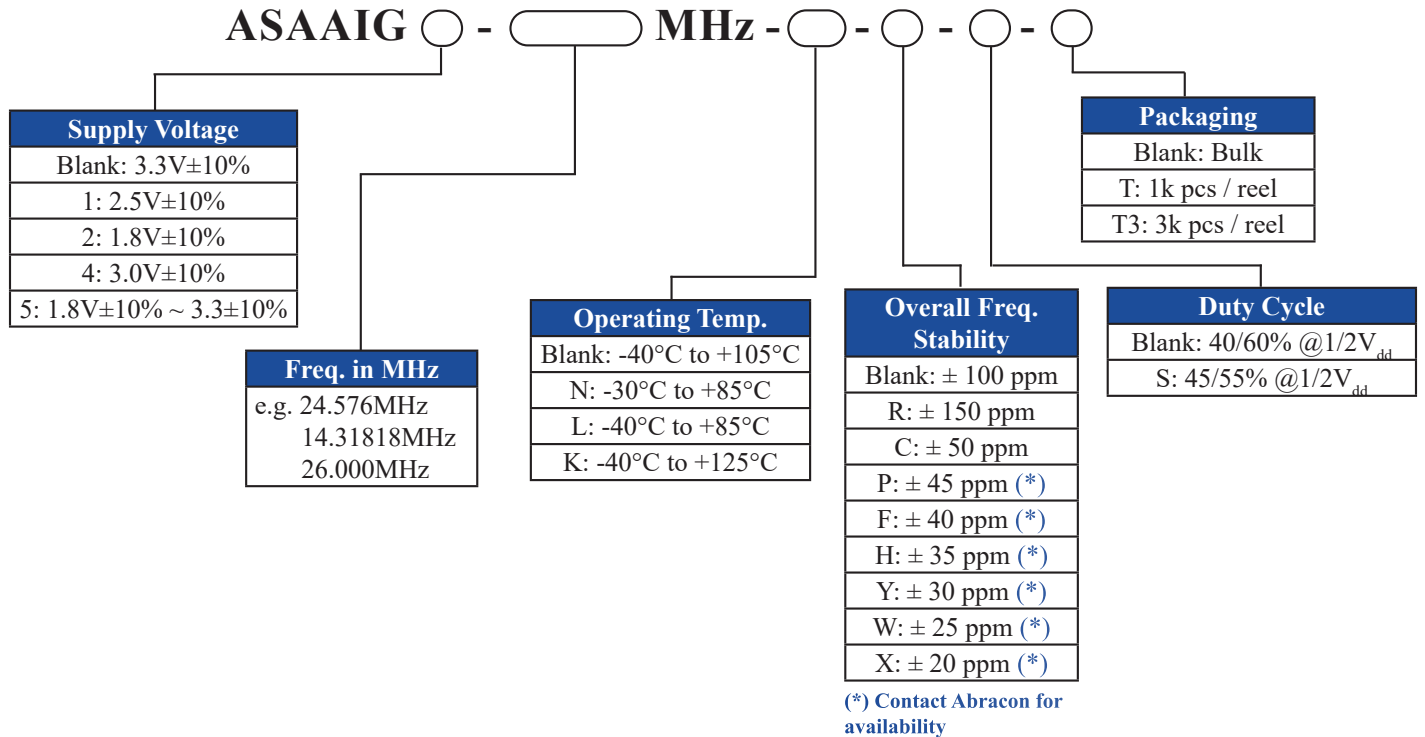 ASAAIG - MHz - - - -
Supply Voltage
Blank: 3.3V±10%
1: 2.5V±10%
2: 1.8V±10%
4: 3.0V±10%
5: 1.8V±10% ~ 3.3±10%
Freq. in MHz
e.g. 24.576MHz
14.31818MHz
26.000MHz
Operating Temp.
Blank: -40°C to +105°C
N: -30°C to +85°C
L: -40°C to +85°C
K: -40°C to +125°C
Overall Freq.
Stability
Blank: ± 100 ppm
R: ± 150 ppm
C: ± 50 ppm
P: ± 45 ppm (*)
F: ± 40 ppm (*)
H: ± 35 ppm (*)
Y: ± 30 ppm (*)
W: ± 25 ppm (*)
X: ± 20 ppm (*)
(*) Contact Abracon for
availability
Duty Cycle
Blank: 40/60% @1/2Vdd
S: 45/55% @1/2Vdd
Packaging
Blank: Bulk
T: 1k pcs / reel
T3: 3k pcs / reel